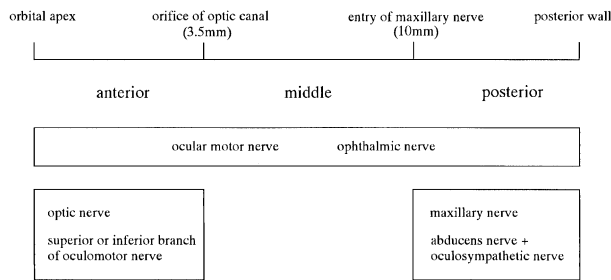 orbital apex orifice of optic canal entry of maxillary nerve posterior wall
(3.5mm) (10mm)
anterior middle posterior
ocular motor nerve ophthalmic nerve
optic nerve
superior or inferior branch
of oculomotor nerve
maxillary nerve
abducens nerve +
oculosympathetic nerve